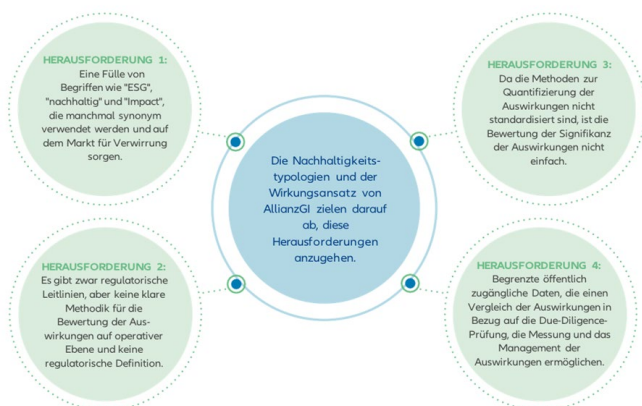 HERAUSFORDERUNG 1:
Eine Fülle von
Begriffen wie "ESG",
"nachhaltig" und "Impact",
die manchmal synonym
verwendet werden und auf
dem Markt für Verwirrung
sorgen.
HERAUSFORDERUNG 3:
Da die Methoden zur
Quantifizierung der
Auswirkungen nicht
standardisiert sind, ist die
Bewertung der Signifikanz
der Auswirkungen nicht
einfach.
Die Nachhaltigkeits-
typologien und der
Wirkungsansatz von
AllianzGI zielen darauf
ab, diese
Herausforderungen
anzugehen.
HERAUSFORDERUNG 2:
Es gibt zwar regulatorische
Leitlinien, aber keine klare
Methodik für die
Bewertung der Aus-
wirkungen auf operativer
Ebene und keine
regulatorische Definition.
HERAUSFORDERUNG 4:
Begrenzte öffentlich
zugängliche Daten, die einen
Vergleich der Auswirkungen in
Bezug auf die Due-Diligence-
Prüfung, die Messung und das
Management der
Auswirkungen ermöglichen.